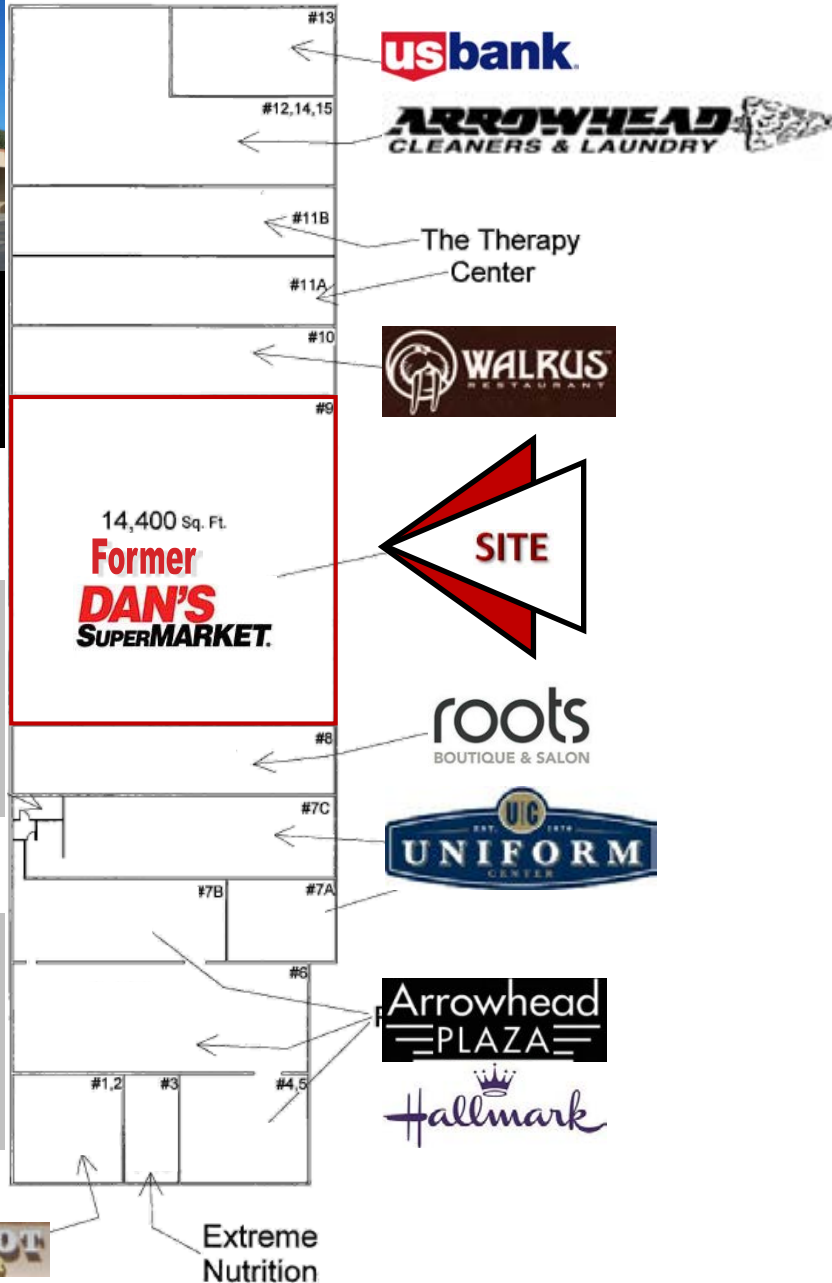 #13
usbank
#12,14,15
ARROWHEAD
CLEANERS & LAUNDRY
#11B
The Therapy
Center
#11A
#10
WALRUS
RESTAURANT
#9
14,400 Sq. Ft.
Former
DAN'S
SUPERMARKET.
SITE
roots
BOUTIQUE & SALON
#8
#7C
UC
EST. 1976
UNIFORM
CENTER
#7B
#7A
#6
Arrowhead
PLAZA
Hallmark
#1,2
#3
#4,5
Extreme
Nutrition